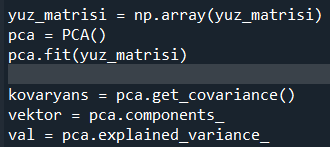 yuz_matrisi = np.array(yuz_matrisi)
pca = PCA()
pca.fit(yuz_matrisi)
kovaryans = pca.get_covariance()
vektor = pca.components_
val = pca.explained_variance_